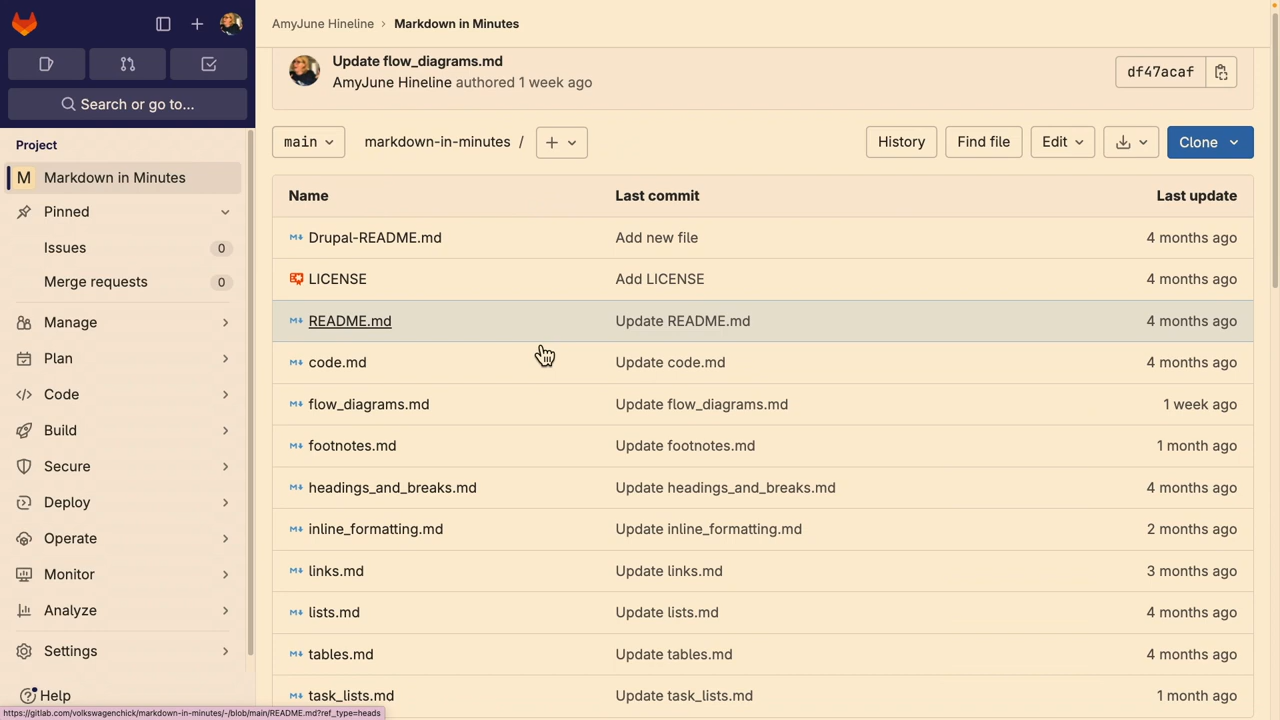 AmyJune Hineline > Markdown in Minutes
Search or go to...
Project
M Markdown in Minutes
Pinned
Issues 0
Merge requests 0
Manage
Plan
Code
Build
Secure
Deploy
Operate
Monitor
Analyze
Settings
Help
Update flow_diagrams.md
AmyJune Hineline authored 1 week ago
df47acaf
main markdown-in-minutes / + History Find file Edit Clone
Name Last commit Last update
Drupal-README.md Add new file 4 months ago
LICENSE Add LICENSE 4 months ago
README.md Update README.md 4 months ago
code.md Update code.md 4 months ago
flow_diagrams.md Update flow_diagrams.md 1 week ago
footnotes.md Update footnotes.md 1 month ago
headings_and_breaks.md Update headings_and_breaks.md 4 months ago
inline_formatting.md Update inline_formatting.md 2 months ago
links.md Update links.md 3 months ago
lists.md Update lists.md 4 months ago
tables.md Update tables.md 4 months ago
task_lists.md Update task_lists.md 1 month ago
https://gitlab.com/volkswagenchick/markdown-in-minutes/-/blob/main/README.md?ref_type=heads